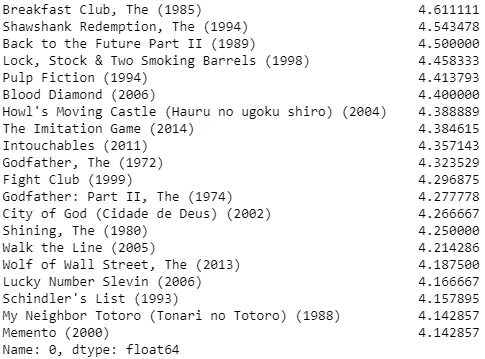 Breakfast Club, The (1985) 4.611111
Shawshank Redemption, The (1994) 4.543478
Back to the Future Part II (1989) 4.500000
Lock, Stock & Two Smoking Barrels (1998) 4.458333
Pulp Fiction (1994) 4.413793
Blood Diamond (2006) 4.400000
Howl's Moving Castle (Hauru no ugoku shiro) (2004) 4.388889
The Imitation Game (2014) 4.384615
Intouchables (2011) 4.357143
Godfather, The (1972) 4.323529
Fight Club (1999) 4.296875
Godfather: Part II, The (1974) 4.277778
City of God (Cidade de Deus) (2002) 4.266667
Shining, The (1980) 4.250000
Walk the Line (2005) 4.214286
Wolf of Wall Street, The (2013) 4.187500
Lucky Number Slevin (2006) 4.166667
Schindler's List (1993) 4.157895
My Neighbor Totoro (Tonari no Totoro) (1988) 4.142857
Memento (2000) 4.142857
Name: 0, dtype: float64